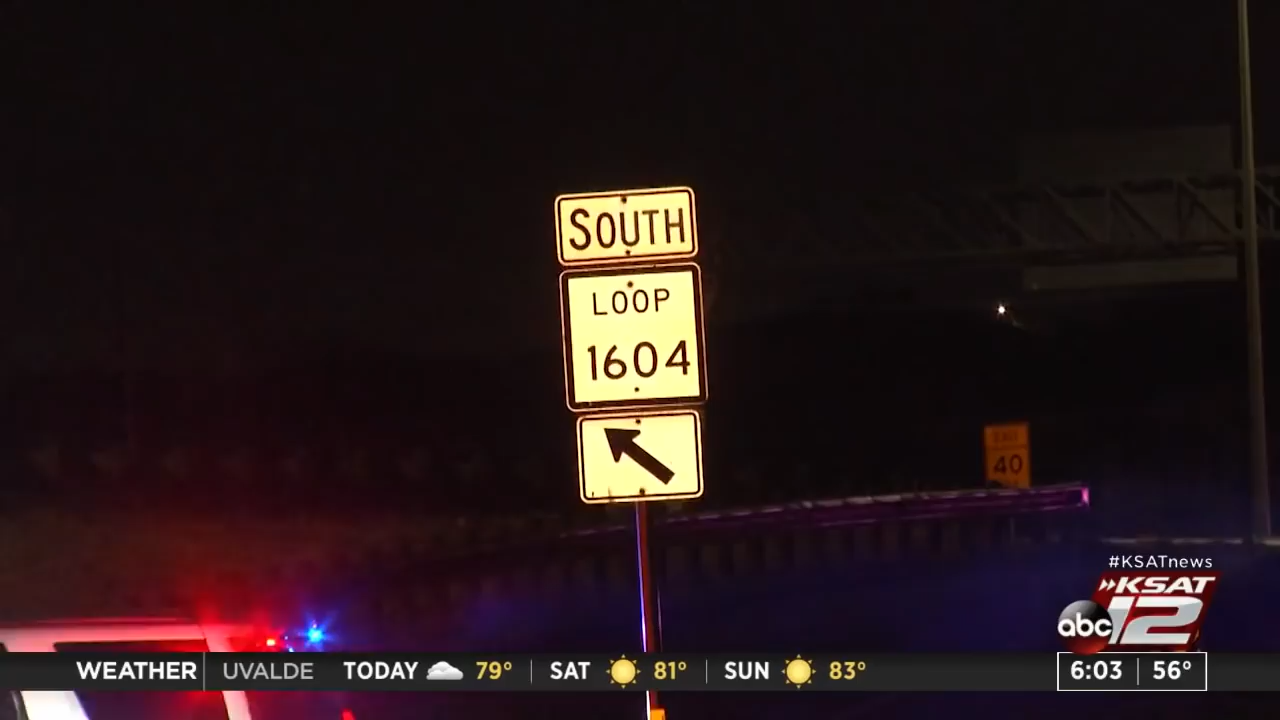 SOUTH
LOOP
1604
EXIT
40
#KSATnews
KSAT
abc 12
WEATHER UVALDE TODAY 79° SAT 81° SUN 83° 6:03 56°